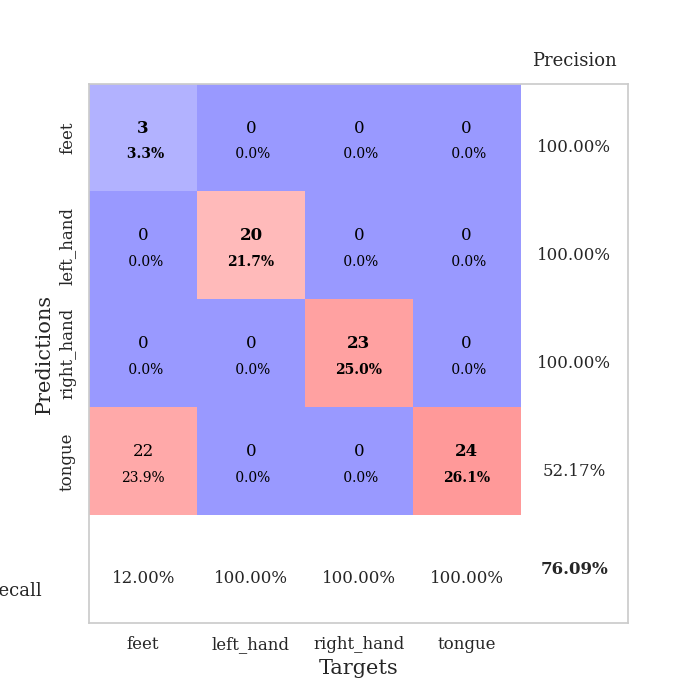 Precision
feet
3 0 0 0
3.3% 0.0% 0.0% 0.0%
100.00%
left_hand
0 20 0 0
0.0% 21.7% 0.0% 0.0%
100.00%
right_hand
0 0 23 0
0.0% 0.0% 25.0% 0.0%
100.00%
tongue
22 0 0 24
23.9% 0.0% 0.0% 26.1%
52.17%
Predictions
ecall
12.00% 100.00% 100.00% 100.00% 76.09%
feet left_hand right_hand tongue
Targets